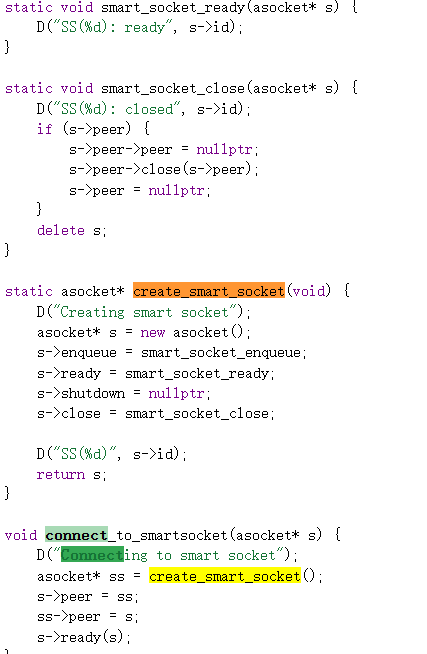 static void smart_socket_ready(asocket* s) {
    D("SS(%d): ready", s->id);
}
static void smart_socket_close(asocket* s) {
    D("SS(%d): closed", s->id);
    if (s->peer) {
        s->peer->peer = nullptr;
        s->peer->close(s->peer);
        s->peer = nullptr;
    }
    delete s;
}
static asocket* create_smart_socket(void) {
    D("Creating smart socket");
    asocket* s = new asocket();
    s->enqueue = smart_socket_enqueue;
    s->ready = smart_socket_ready;
    s->shutdown = nullptr;
    s->close = smart_socket_close;
    D("SS(%d)", s->id);
    return s;
}
void connect_to_smartsocket(asocket* s) {
    D("Connecting to smart socket");
    asocket* ss = create_smart_socket();
    s->peer = ss;
    ss->peer = s;
    s->ready(s);
}